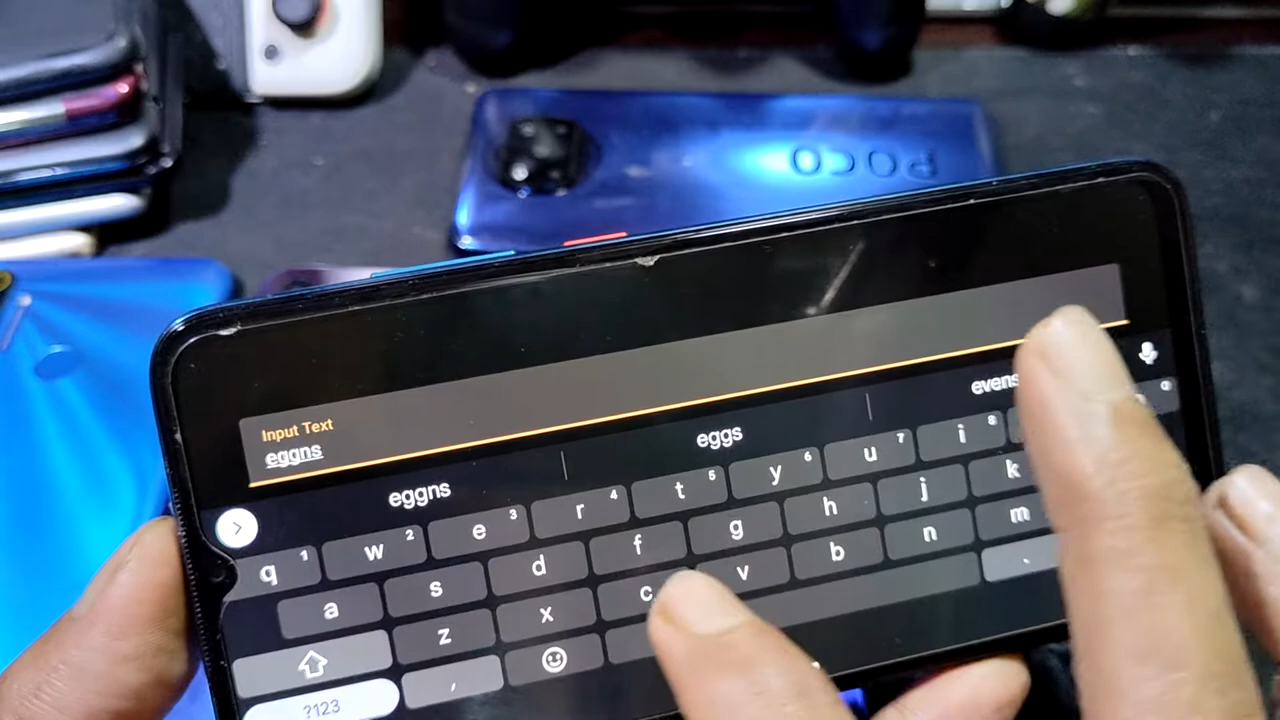 POCO
Input Text
eggns
eggns
eggs
evens
q 1 w 2 e 3 r 4 t 5 y 6 u 7 i 8
a s d f g h j k
z x c v b n m
?123 ,